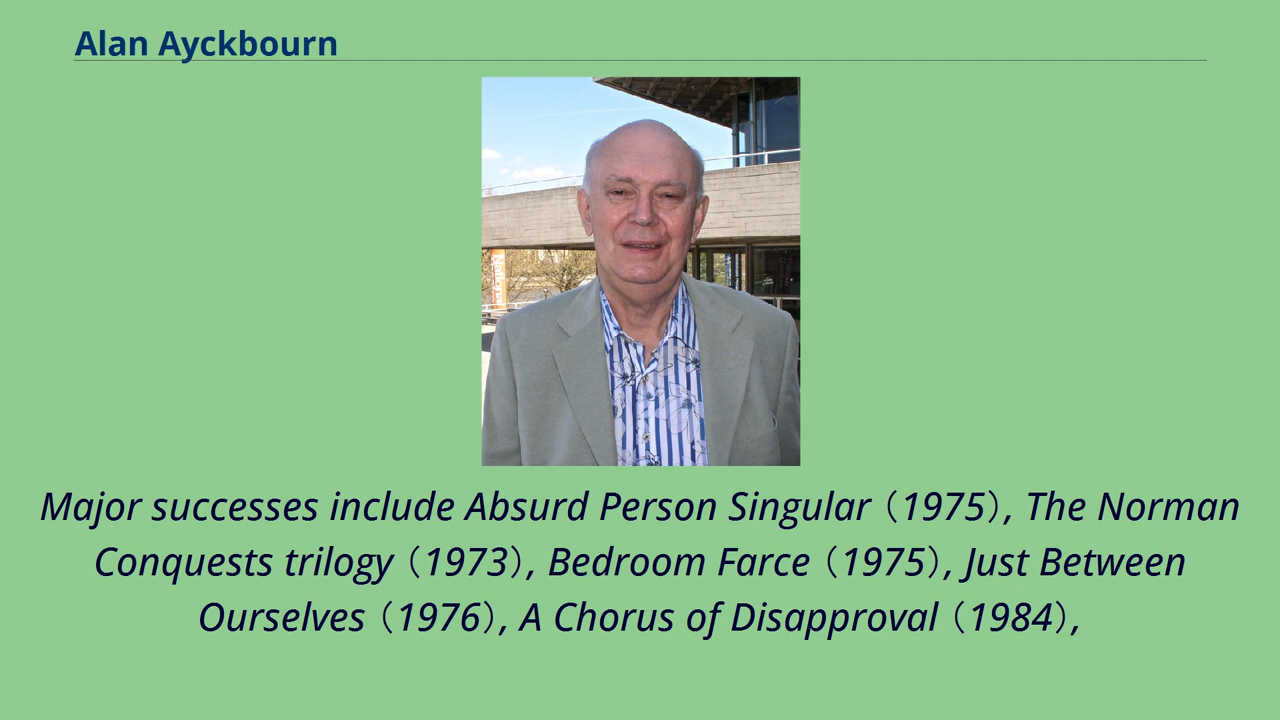 Alan Ayckbourn
Major successes include Absurd Person Singular（1975）, The Norman
Conquests trilogy（1973）, Bedroom Farce（1975）, Just Between
Ourselves（1976）, A Chorus of Disapproval（1984）,